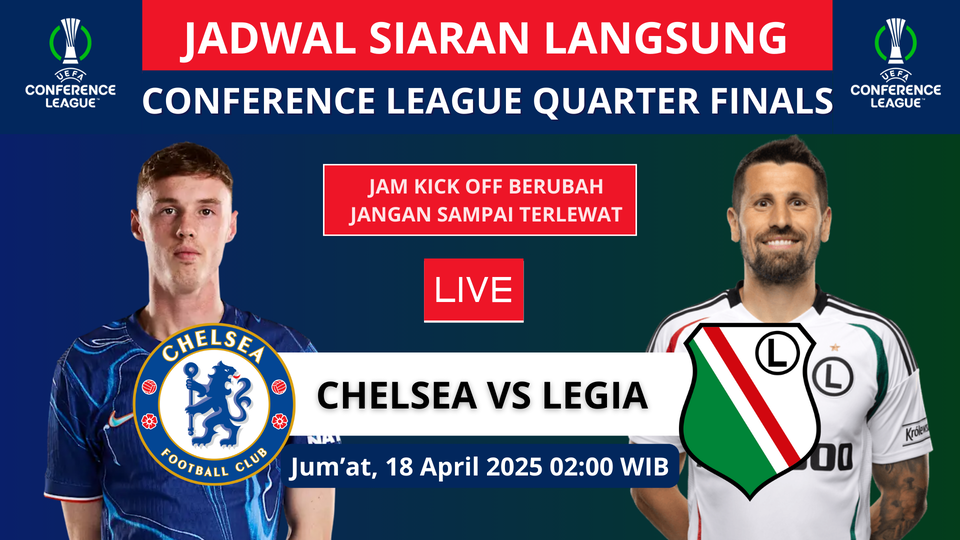 JADWAL SIARAN LANGSUNG
UEFA
CONFERENCE
LEAGUE
CONFERENCE LEAGUE QUARTER FINALS
UEFA
CONFERENCE
LEAGUE
JAM KICK OFF BERUBAH
JANGAN SAMPAI TERLEWAT
LIVE
CHELSEA
FOOTBALL CLUB
CHELSEA VS LEGIA
L
L
Jum’at, 18 April 2025 02:00 WIB